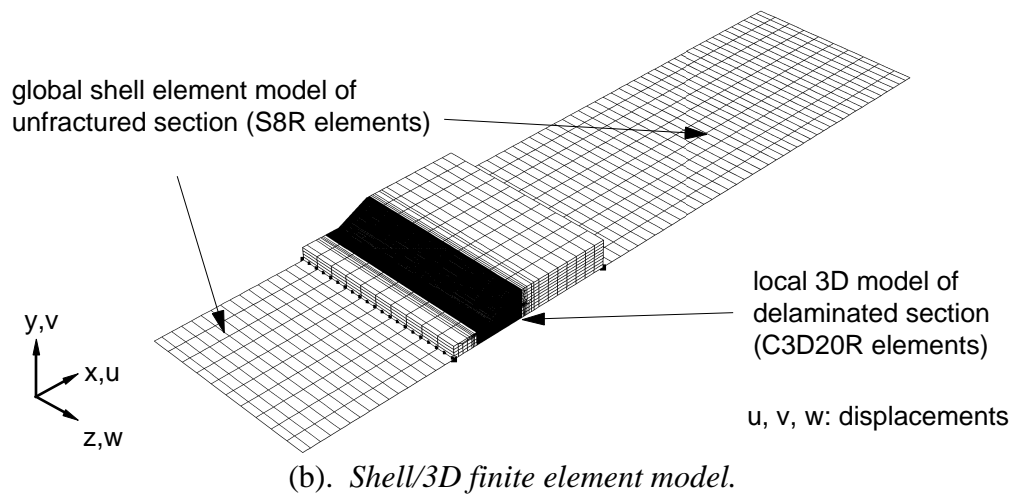 global shell element model of
unfractured section (S8R elements)
local 3D model of
delaminated section
(C3D20R elements)
y,v
x,u
z,w
u, v, w: displacements
(b). Shell/3D finite element model.